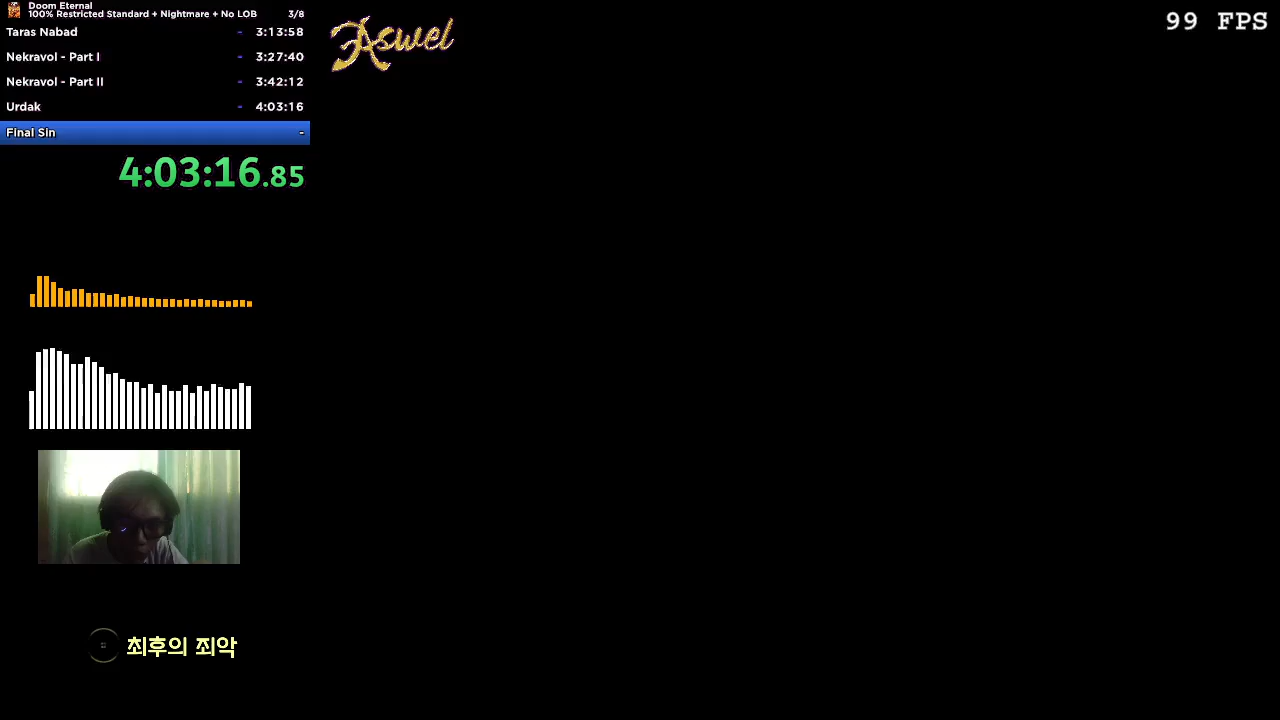 Doom Eternal
100% Restricted Standard + Nightmare + No LOB 3/8
Taras Nabad - 3:13:58
Nekravol - Part I - 3:27:40
Nekravol - Part II - 3:42:12
Urdak - 4:03:16
Final Sin -
4:03:16.85
Aswel
99 FPS
최후의 죄악